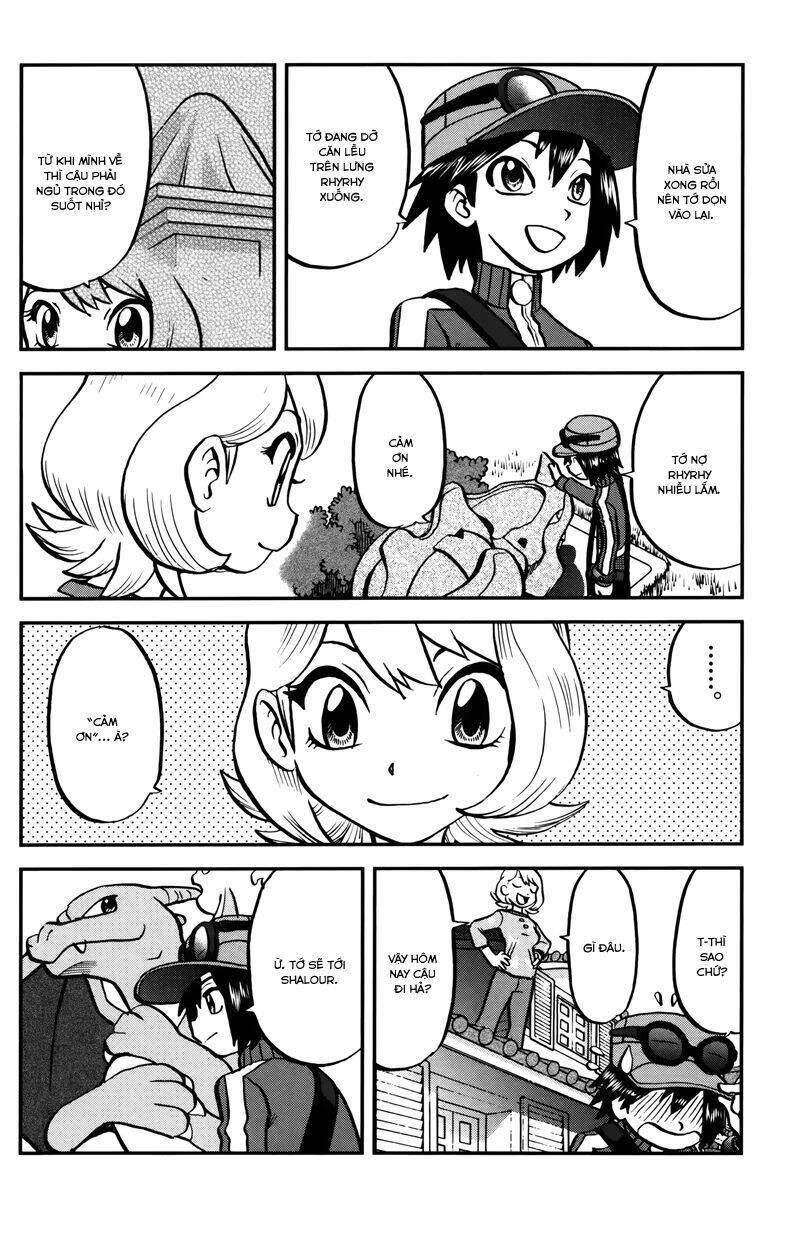 NHÀ SỬA
XONG RỒI
NÊN TỚ DỌN
VÀO LẠI.
TỚ ĐANG DỞ
CĂN LỀU
TRÊN LƯNG
RHYRHY
XUỐNG.
TỪ KHI MÌNH VỀ
THÌ CẬU PHẢI
NGỦ TRONG ĐÓ
SUỐT NHỈ?
TỚ NỢ
RHYRHY
NHIỀU LẮM.
CẢM
ƠN
NHÉ.
......。
"CẢM
ƠN"... À?
T-THÌ
SAO
CHỨ?
GÌ ĐÂU.
VẬY HÔM
NAY CẬU
ĐI HẢ?
Ừ. TỚ SẼ TỚI
SHALOUR.